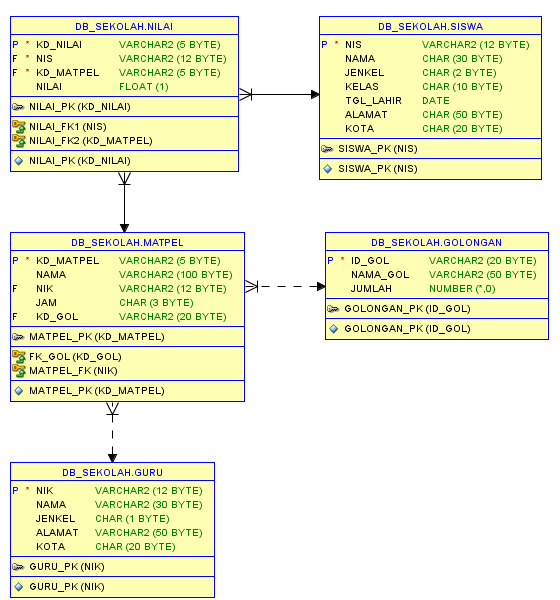 DB_SEKOLAH.NILAI
P * KD_NILAI VARCHAR2 (5 BYTE)
F * NIS VARCHAR2 (12 BYTE)
F * KD_MATPEL VARCHAR2 (5 BYTE)
NILAI FLOAT (1)
NILAI_PK (KD_NILAI)
NILAI_FK1 (NIS)
NILAI_FK2 (KD_MATPEL)
NILAI_PK (KD_NILAI)
DB_SEKOLAH.SISWA
P * NIS VARCHAR2 (12 BYTE)
NAMA CHAR (30 BYTE)
JENKEL CHAR (2 BYTE)
KELAS CHAR (10 BYTE)
TGL_LAHIR DATE
ALAMAT CHAR (50 BYTE)
KOTA CHAR (20 BYTE)
SISWA_PK (NIS)
SISWA_PK (NIS)
DB_SEKOLAH.MATPEL
P * KD_MATPEL VARCHAR2 (5 BYTE)
NAMA VARCHAR2 (100 BYTE)
F NIK VARCHAR2 (12 BYTE)
JAM CHAR (3 BYTE)
F KD_GOL VARCHAR2 (20 BYTE)
MATPEL_PK (KD_MATPEL)
FK_GOL (KD_GOL)
MATPEL_FK (NIK)
MATPEL_PK (KD_MATPEL)
DB_SEKOLAH.GOLONGAN
P * ID_GOL VARCHAR2 (20 BYTE)
NAMA_GOL VARCHAR2 (50 BYTE)
JUMLAH NUMBER (*,0)
GOLONGAN_PK (ID_GOL)
GOLONGAN_PK (ID_GOL)
DB_SEKOLAH.GURU
P * NIK VARCHAR2 (12 BYTE)
NAMA VARCHAR2 (30 BYTE)
JENKEL CHAR (1 BYTE)
ALAMAT VARCHAR2 (50 BYTE)
KOTA CHAR (20 BYTE)
GURU_PK (NIK)
GURU_PK (NIK)